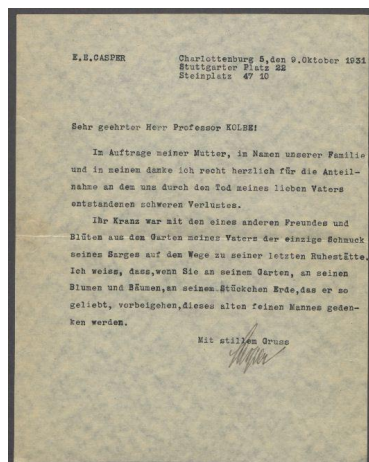 E.E.CASPER
Charlottenburg 5,den 9.Oktober 1931
Stuttgarter Platz 22
Steinplatz 47 10
Sehr geehrter Herr Professor KOLBE!
Im Auftrage meiner Mutter, im Namen unserer Familie
und in meinem danke ich recht herzlich für die Anteil-
nahme an dem uns durch den Tod meines lieben Vaters
entstandenen schweren Verlustes.
Ihr Kranz war mit den eines anderen Freundes und
Blüten aus dem Garten meines Vaters der einzige Schmuck
seines Sarges auf dem Wege zu seiner letzten Ruhestätte.
Ich weiss, dass,wenn Sie an seinem Garten, an seinen
Blumen und Bäumen,an seinem Stückchen Erde,das er so
geliebt, vorbeigehen,dieses alten feinen Mannes geden-
ken werden.
Mit stillem Gruss